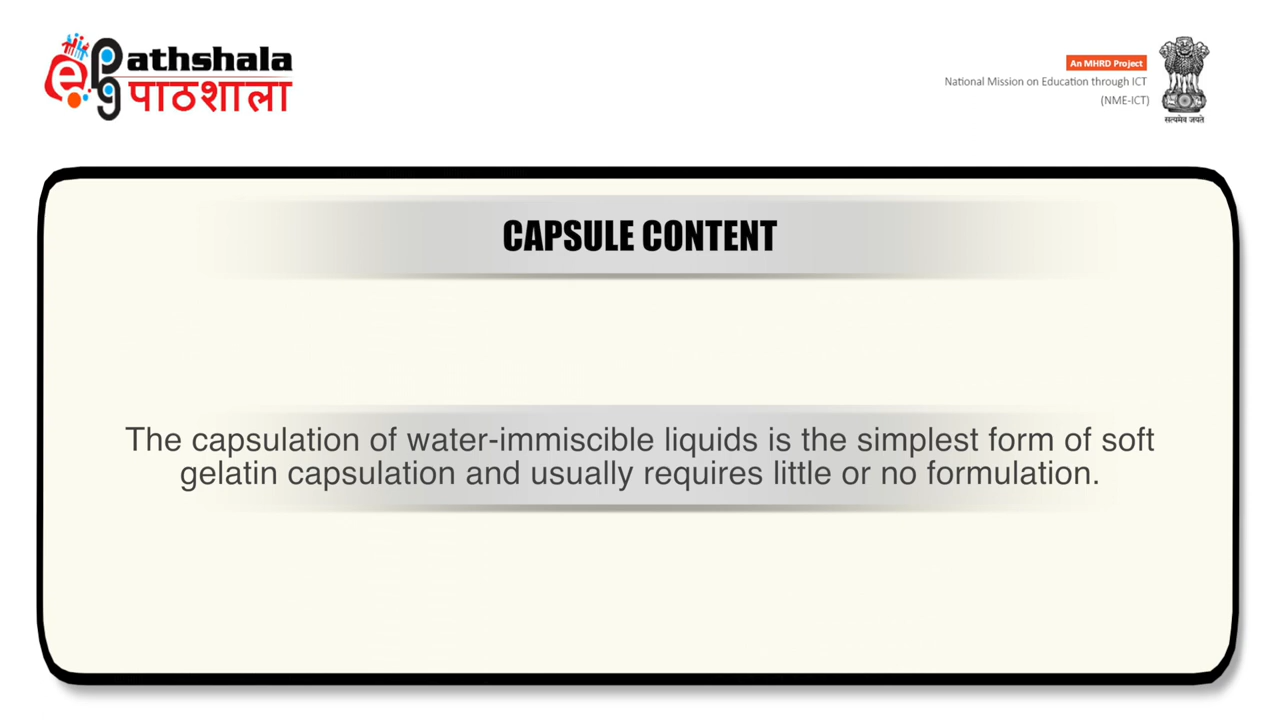 e Pg athshala
पाठशाला
An MHRD Project
National Mission on Education through ICT
(NME-ICT)
सत्यमेव जयते
CAPSULE CONTENT
The capsulation of water-immiscible liquids is the simplest form of soft
gelatin capsulation and usually requires little or no formulation.